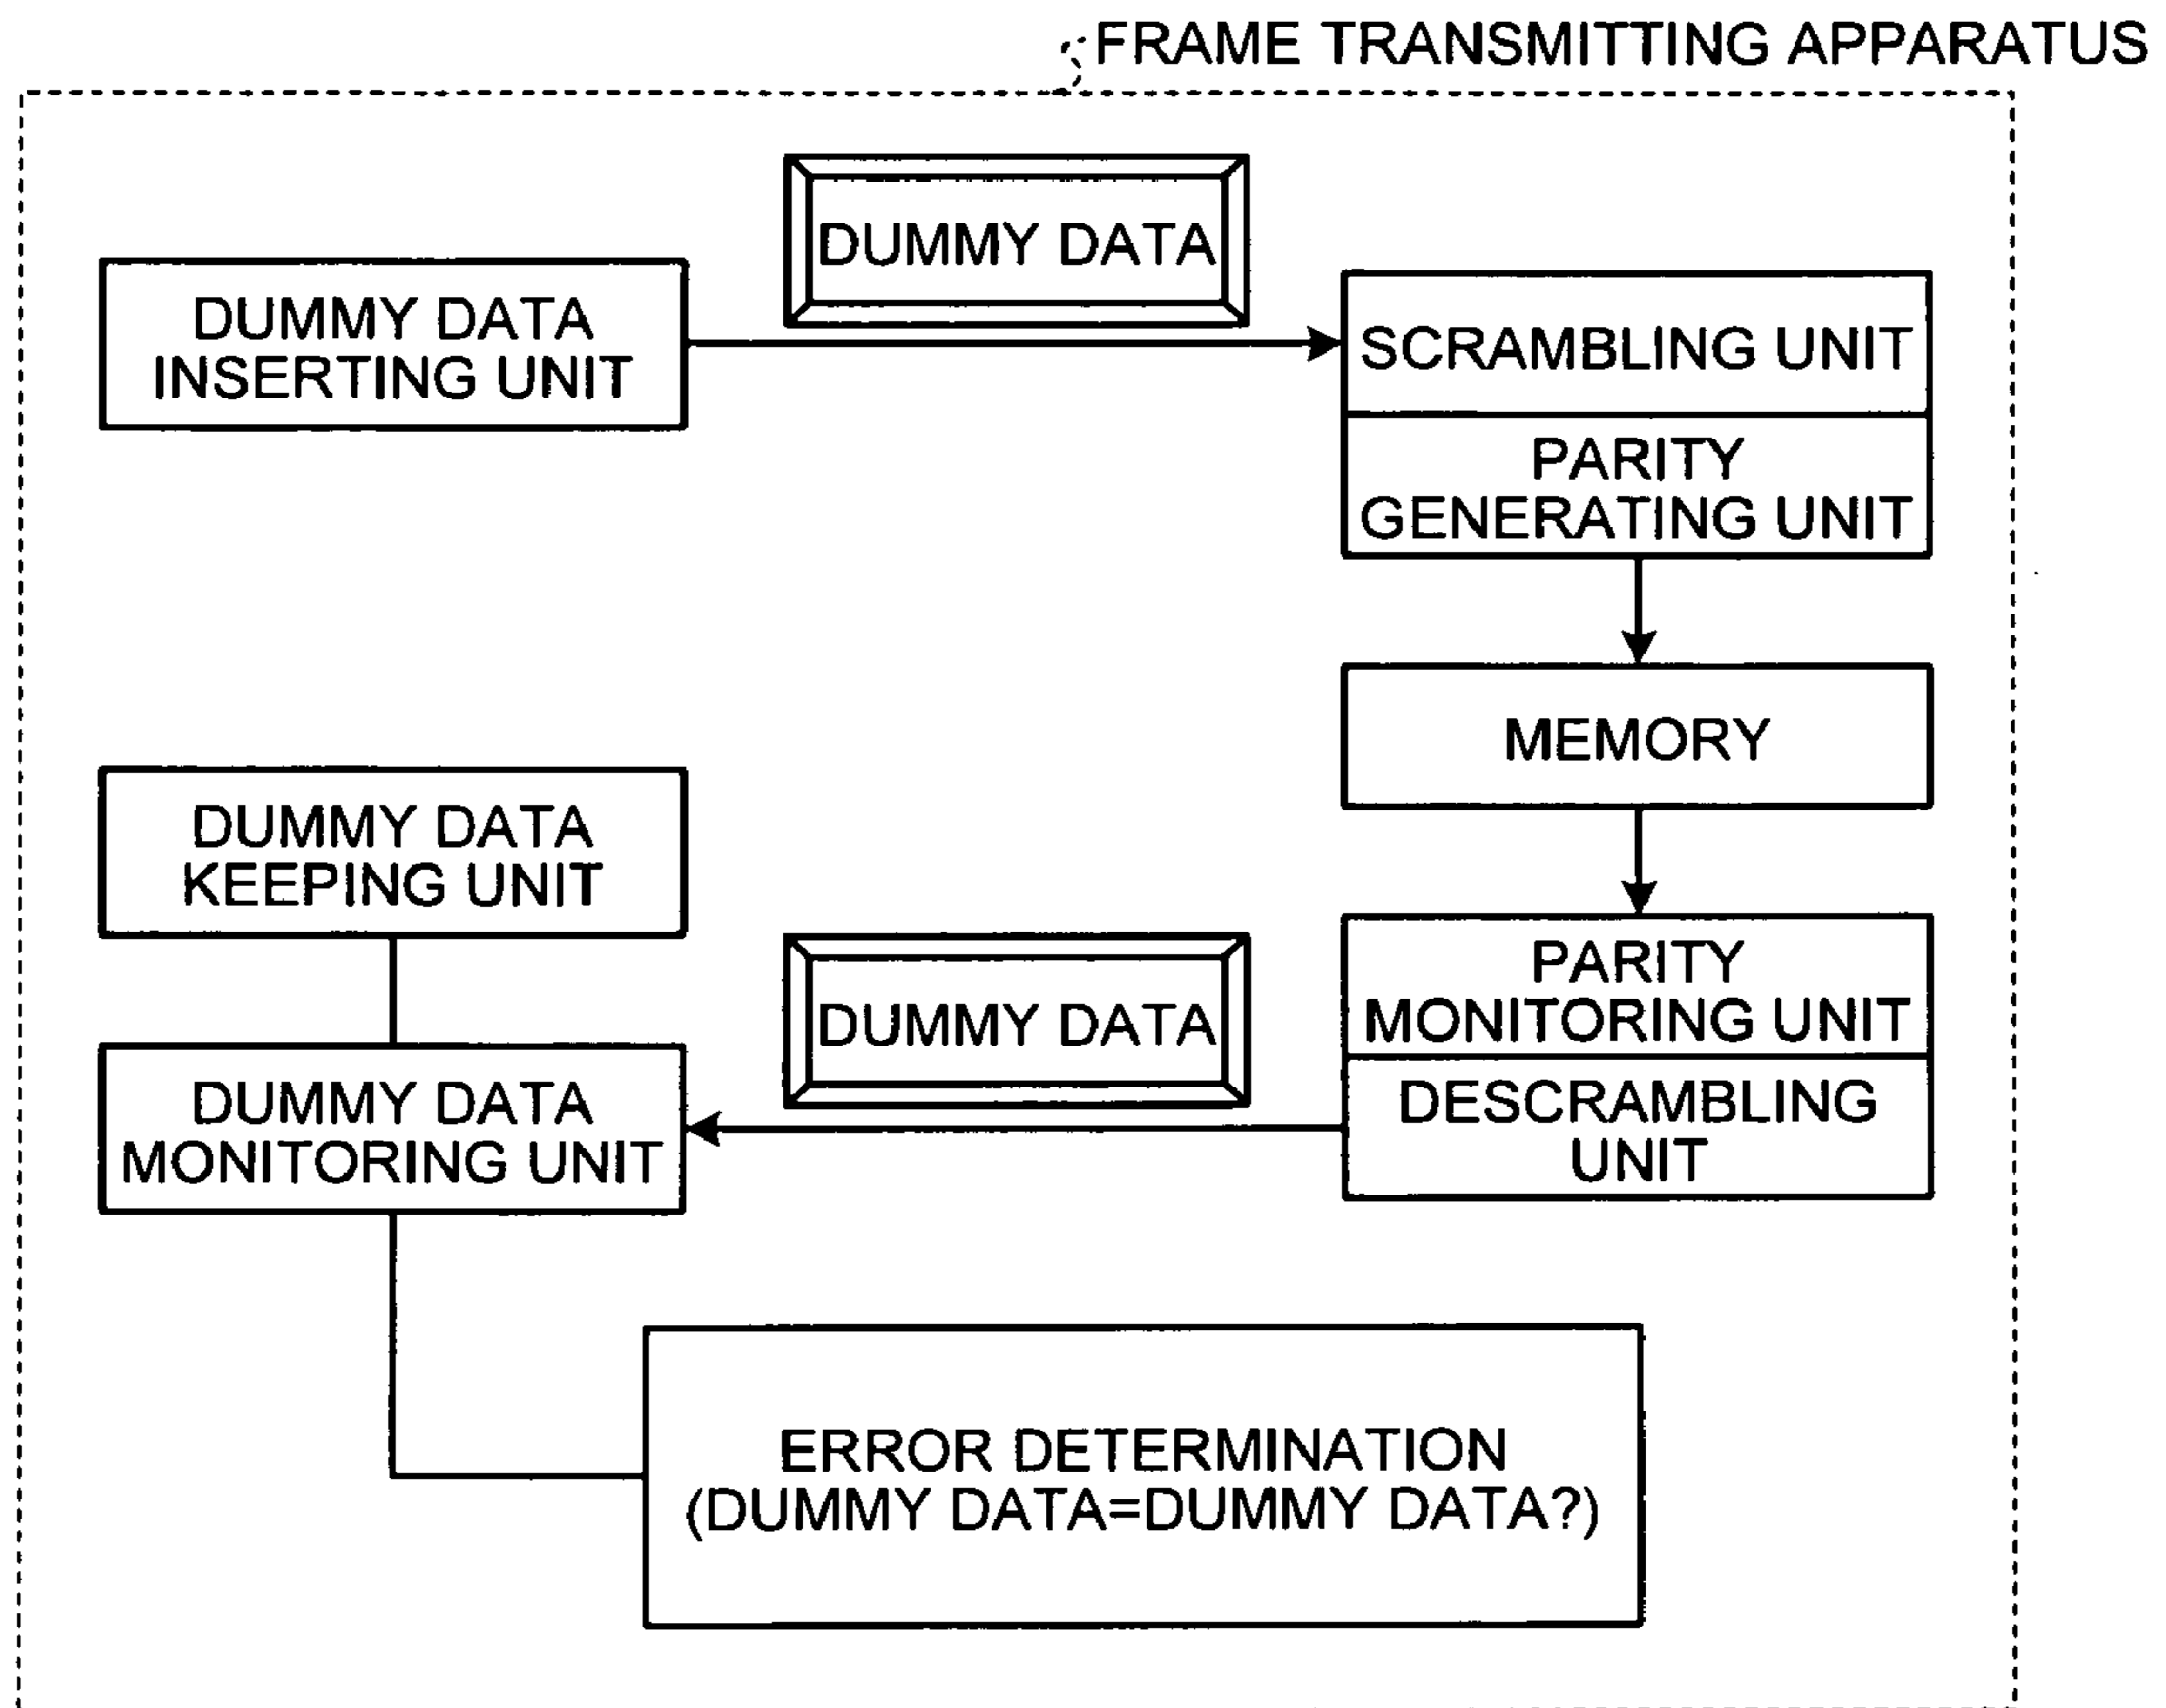 FRAME TRANSMITTING APPARATUS
DUMMY DATA
DUMMY DATA
INSERTING UNIT
SCRAMBLING UNIT
PARITY
GENERATING UNIT
MEMORY
DUMMY DATA
KEEPING UNIT
PARITY
MONITORING UNIT
DUMMY DATA
DUMMY DATA
MONITORING UNIT
DESCRAMBLING
UNIT
ERROR DETERMINATION
(DUMMY DATA=DUMMY DATA?)